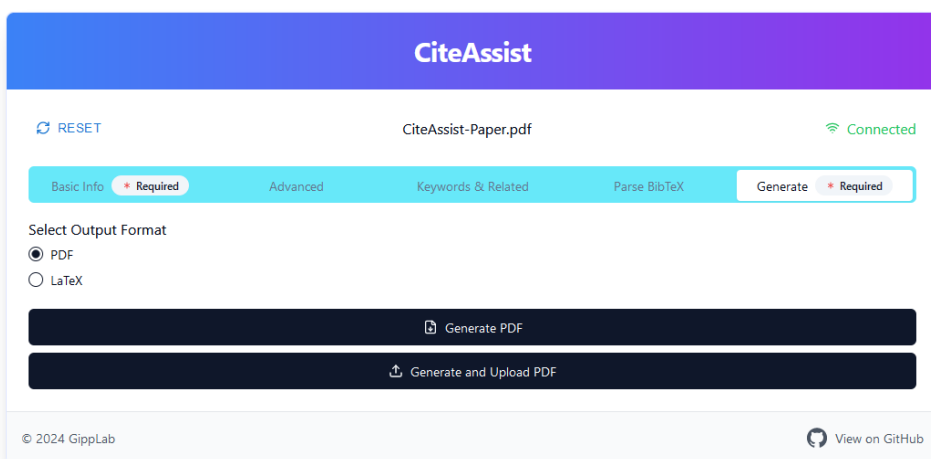 CiteAssist
RESET
CiteAssist-Paper.pdf
Connected
Basic Info * Required Advanced Keywords & Related Parse BibTeX Generate * Required
Select Output Format
PDF
LaTeX
Generate PDF
Generate and Upload PDF
© 2024 GippLab
View on GitHub